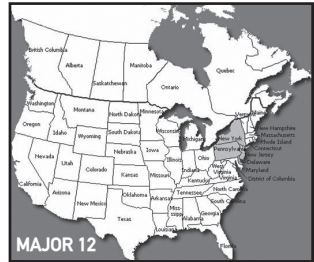 British Columbia
Alberta
Saskatchewan
Manitoba
Ontario
Quebec
Washington
Montana
North Dakota
Minnesota
Oregon
Idaho
Wyoming
South Dakota
Wisconsin
Michigan
New York
Vermont
Maine
New Hampshire
Massachusetts
Rhode Island
Connecticut
New Jersey
Delaware
Maryland
District of Columbia
Nevada
Utah
Colorado
Nebraska
Iowa
Illinois
Indiana
Ohio
Pennsylvania
West
Virginia
Virginia
California
Arizona
New Mexico
Kansas
Missouri
Kentucky
Oklahoma
Arkansas
Tennessee
North Carolina
South Carolina
Texas
Louisiana
Miss-
issippi
Alabama
Georgia
Florida
MAJOR 12